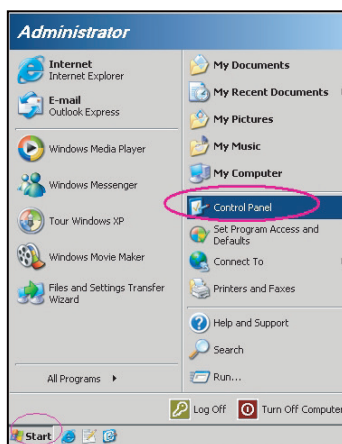 Administrator
Internet
Internet Explorer
E-mail
Outlook Express
Windows Media Player
Windows Messenger
Tour Windows XP
Windows Movie Maker
Files and Settings Transfer
Wizard
All Programs
My Documents
My Recent Documents
My Pictures
My Music
My Computer
Control Panel
Set Program Access and
Defaults
Connect To
Printers and Faxes
Help and Support
Search
Run...
Log Off
Turn Off Computer
Start